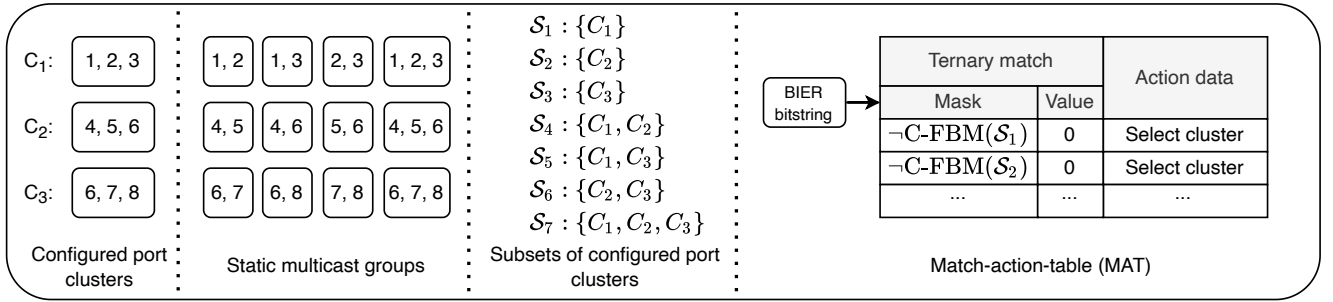 C1: 1, 2, 3
C2: 4, 5, 6
C3: 6, 7, 8
Configured port
clusters
1, 2 1, 3 2, 3 1, 2, 3
4, 5 4, 6 5, 6 4, 5, 6
6, 7 6, 8 7, 8 6, 7, 8
Static multicast groups
𝒮1 : {C1}
𝒮2 : {C2}
𝒮3 : {C3}
𝒮4 : {C1, C2}
𝒮5 : {C1, C3}
𝒮6 : {C2, C3}
𝒮7 : {C1, C2, C3}
Subsets of configured port
clusters
BIER
bitstring
Ternary match Action data
Mask Value
¬C-FBM(𝒮1) 0 Select cluster
¬C-FBM(𝒮2) 0 Select cluster
... ... ...
Match-action-table (MAT)